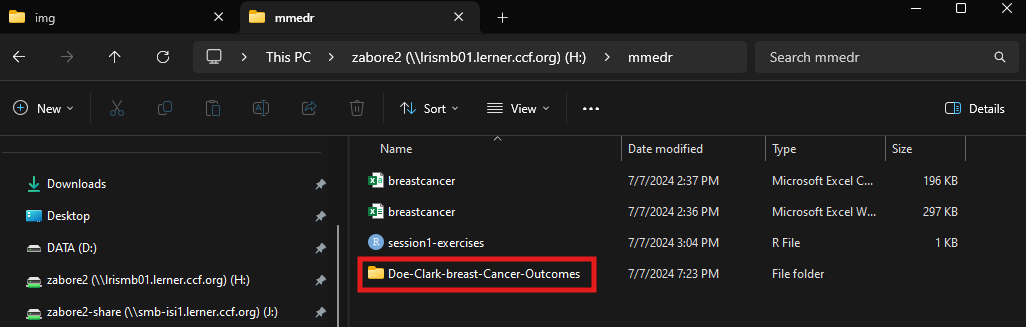 img
mmedr
This PC > zabore2 (\\lrismb01.lerner.ccf.org) (H:) > mmedr
Search mmedr
New
Sort
View
Details
Name Date modified Type Size
Downloads
Desktop
DATA (D:)
zabore2 (\\lrismb01.lerner.ccf.org) (H:)
zabore2-share (\\smb-isi1.lerner.ccf.org) (J:)
breastcancer 7/7/2024 2:37 PM Microsoft Excel C... 196 KB
breastcancer 7/7/2024 2:36 PM Microsoft Excel W... 297 KB
session1-exercises 7/7/2024 3:04 PM R File 1 KB
Doe-Clark-breast-Cancer-Outcomes 7/7/2024 7:23 PM File folder